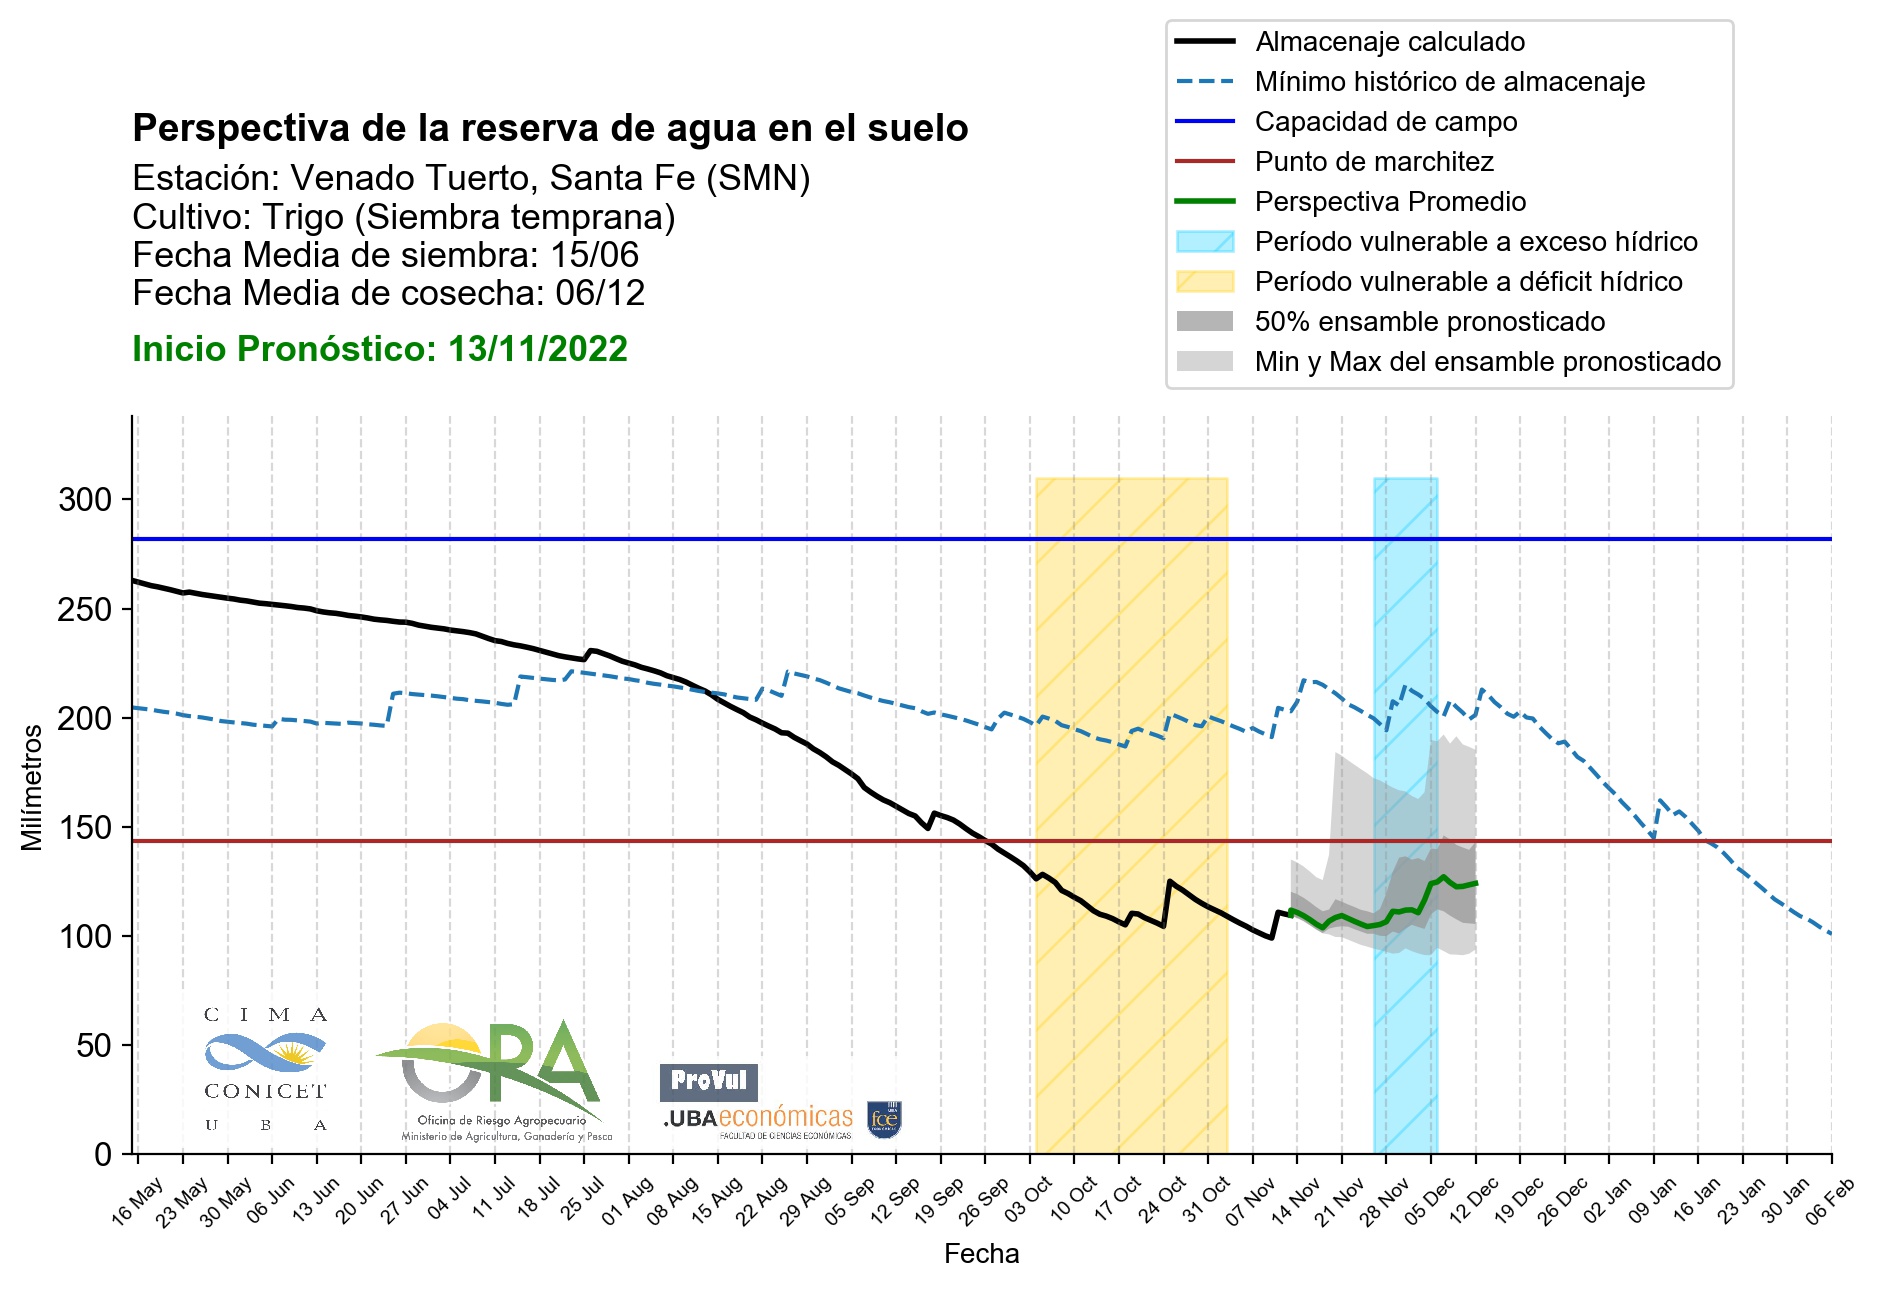 Almacenaje calculado
Mínimo histórico de almacenaje
Capacidad de campo
Punto de marchitez
Perspectiva Promedio
Período vulnerable a exceso hídrico
Período vulnerable a déficit hídrico
50% ensamble pronosticado
Min y Max del ensamble pronosticado
Perspectiva de la reserva de agua en el suelo
Estación: Venado Tuerto, Santa Fe (SMN)
Cultivo: Trigo (Siembra temprana)
Fecha Media de siembra: 15/06
Fecha Media de cosecha: 06/12
Inicio Pronóstico: 13/11/2022
Milímetros
300
250
200
150
100
50
0
C I M A
CONICET
U B A
ORA
Oficina de Riesgo Agropecuario
Ministerio de Agricultura, Ganadería y Pesca
ProVul
.UBAeconómicas
FACULTAD DE CIENCIAS ECONÓMICAS
fce
16 May
23 May
30 May
06 Jun
13 Jun
20 Jun
27 Jun
04 Jul
11 Jul
18 Jul
25 Jul
01 Aug
08 Aug
15 Aug
22 Aug
29 Aug
05 Sep
12 Sep
19 Sep
26 Sep
03 Oct
10 Oct
17 Oct
24 Oct
31 Oct
07 Nov
14 Nov
21 Nov
28 Nov
05 Dec
12 Dec
19 Dec
26 Dec
02 Jan
09 Jan
16 Jan
23 Jan
30 Jan
06 Feb
Fecha